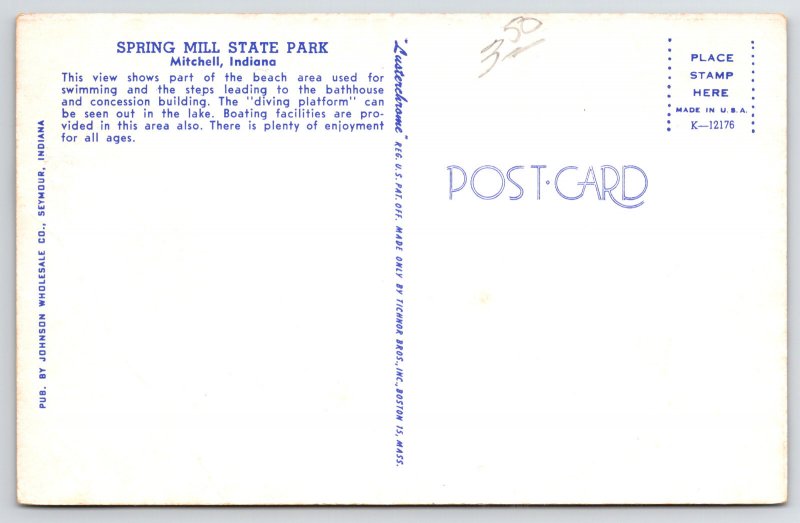 SPRING MILL STATE PARK
Mitchell, Indiana
This view shows part of the beach area used for
swimming and the steps leading to the bathhouse
and concession building. The "diving platform" can
be seen out in the lake. Boating facilities are pro-
vided in this area also. There is plenty of enjoyment
for all ages.
PUB. BY JOHNSON WHOLESALE CO., SEYMOUR, INDIANA
"Lusterchrome" REG. U.S. PAT. OFF. MADE ONLY BY TICHNOR BROS., INC., BOSTON 15, MASS.
3 50
POST·CARD
PLACE
STAMP
HERE
MADE IN U.S.A.
K—12176